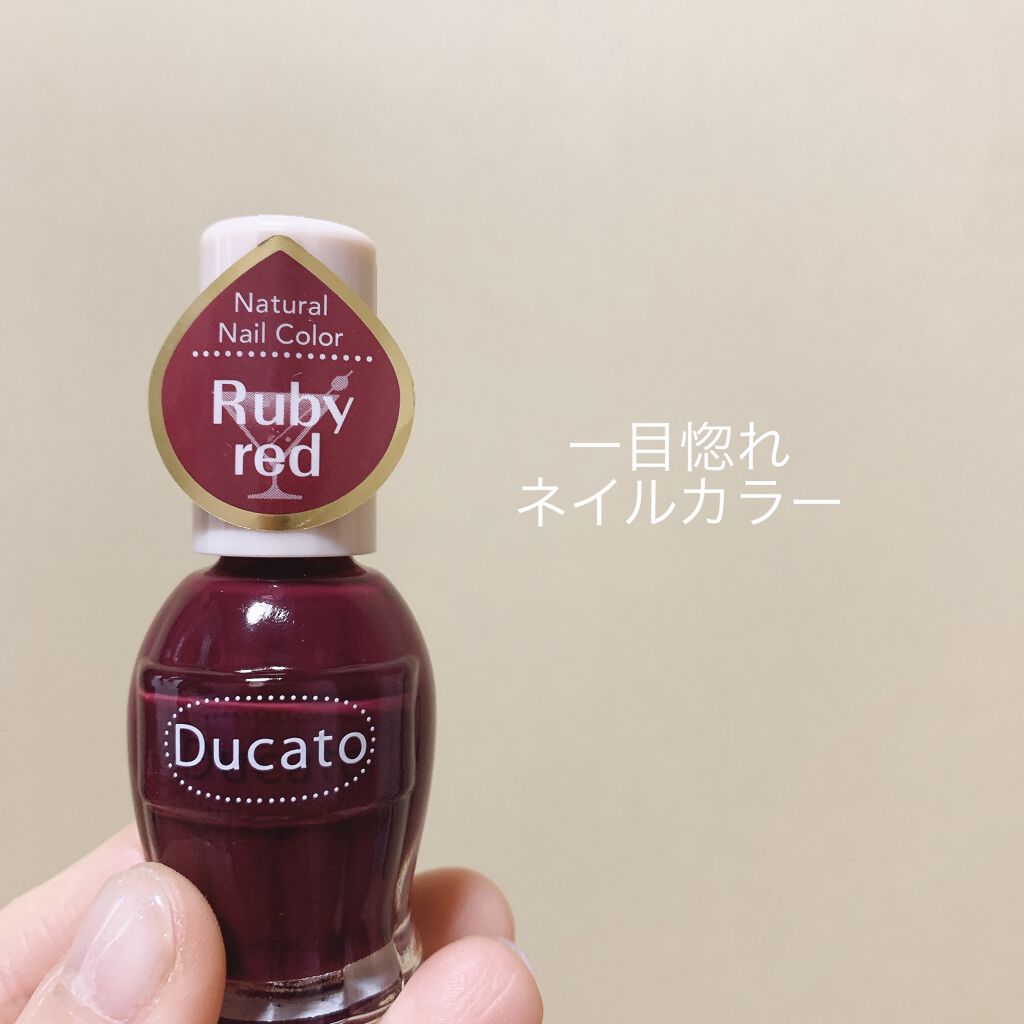 Natural
Nail Color
Ruby
red
Ducato
一目惚れ
ネイルカラー